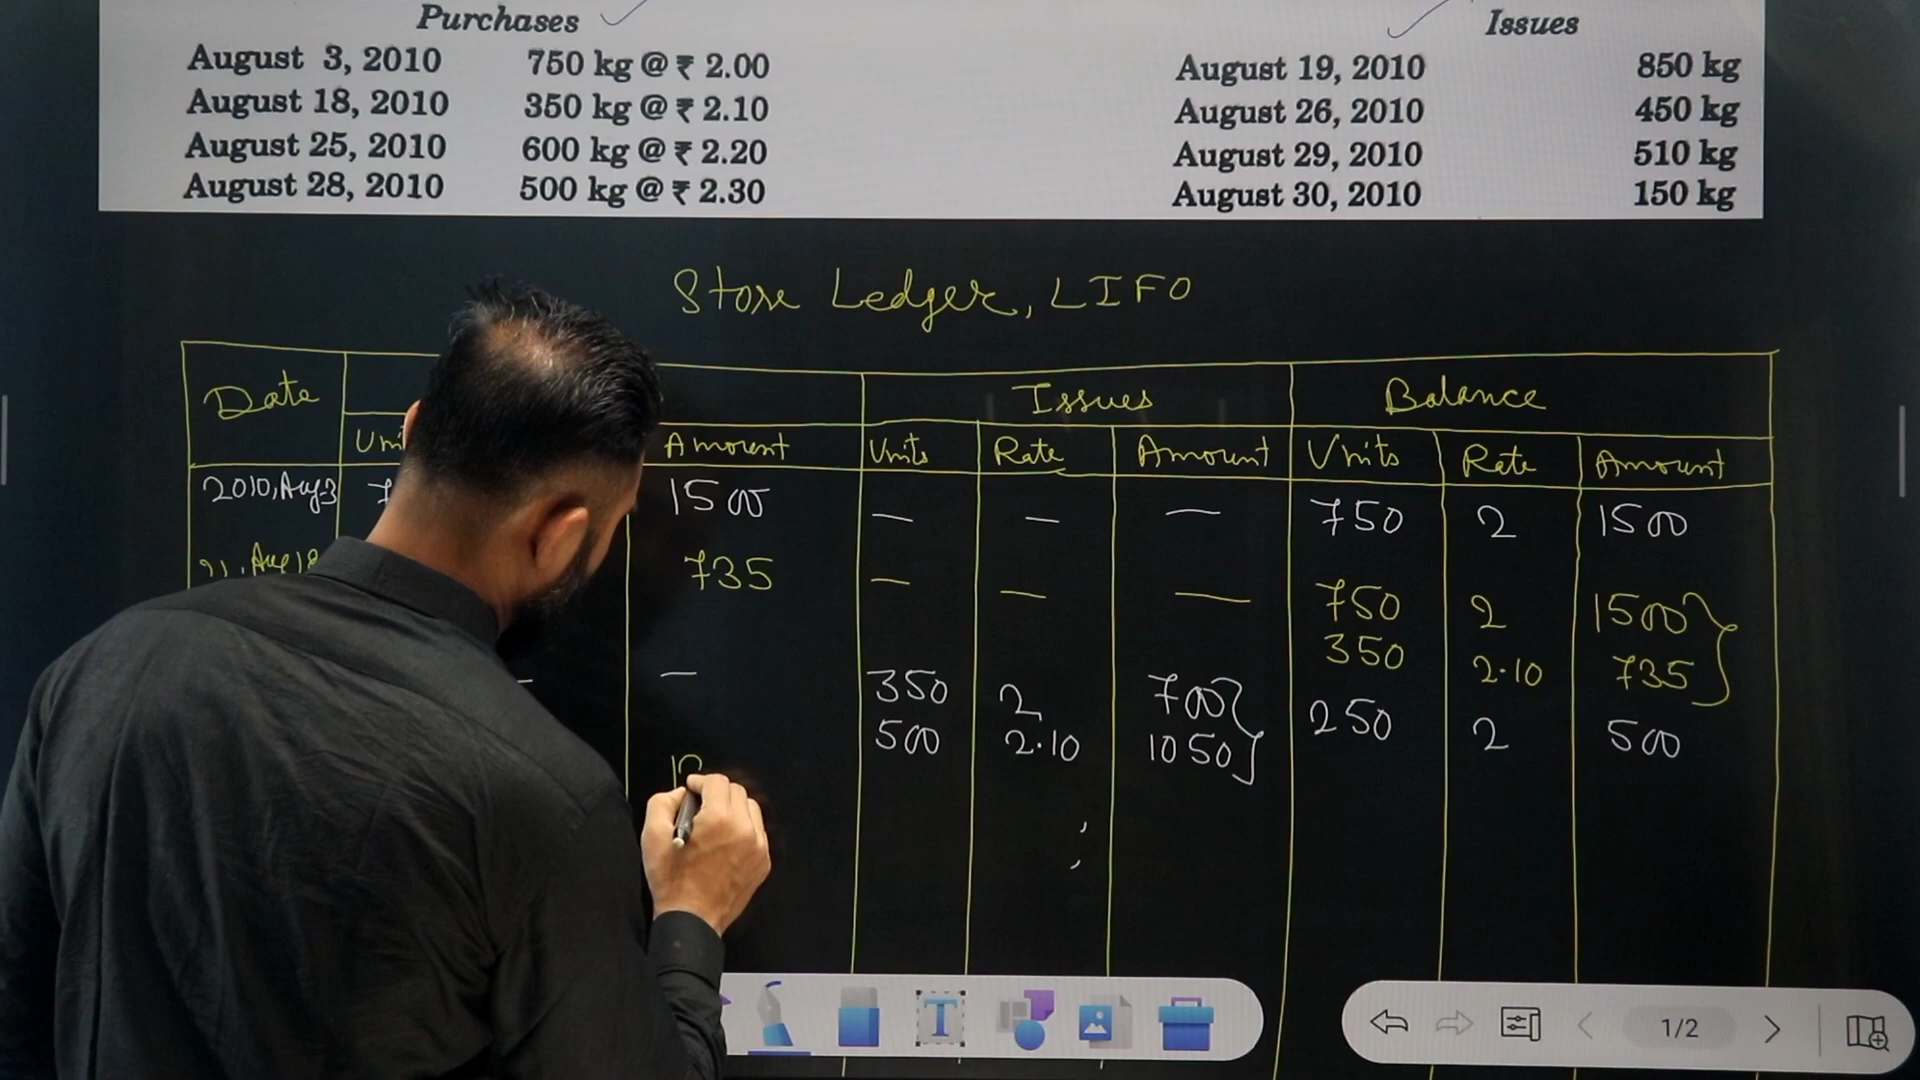 Purchases Issues
August 3, 2010 750 kg @ ₹ 2.00 August 19, 2010 850 kg
August 18, 2010 350 kg @ ₹ 2.10 August 26, 2010 450 kg
August 25, 2010 600 kg @ ₹ 2.20 August 29, 2010 510 kg
August 28, 2010 500 kg @ ₹ 2.30 August 30, 2010 150 kg
Store Ledger, LIFO
Date Issues Balance
Amount Units Rate Amount Units Rate Amount
2010, Aug-3 1500 — — — 750 2 1500
Aug 18 735 — — — 750 2 1500
350 2.10 735
— — 350 2 700 250 2 500
500 2.10 1050
T
1/2